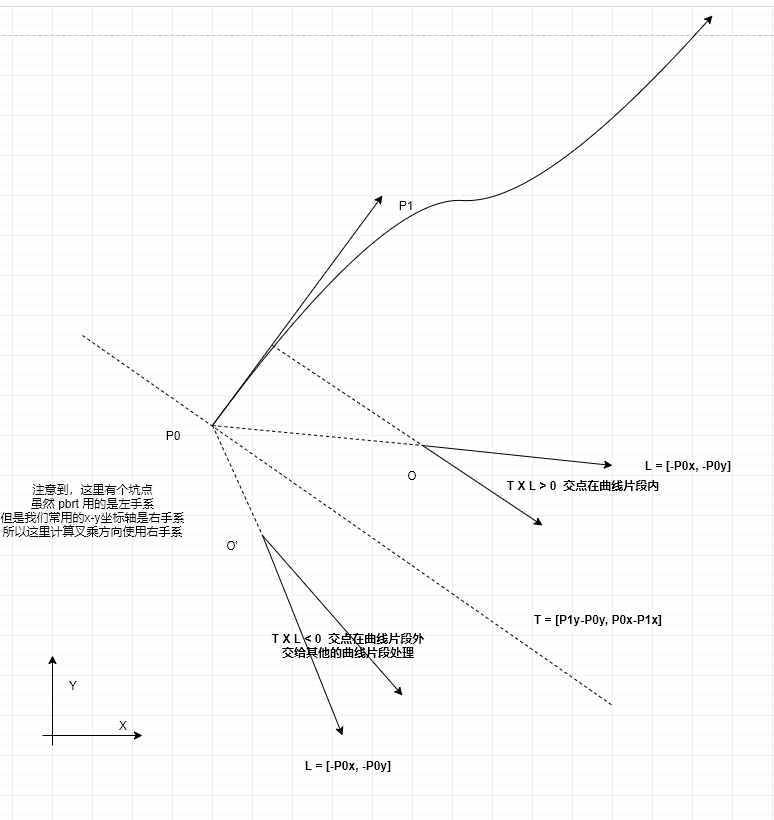 P1
P0
L = [-P0x, -P0y]
O
T X L > 0  交点在曲线片段内
注意到，这里有个坑点
虽然 pbrt 用的是左手系
但是我们常用的x-y坐标轴是右手系
所以这里计算叉乘方向使用右手系
O'
T = [P1y-P0y, P0x-P1x]
T X L < 0  交点在曲线片段外
交给其他的曲线片段处理
Y
X
L = [-P0x, -P0y]